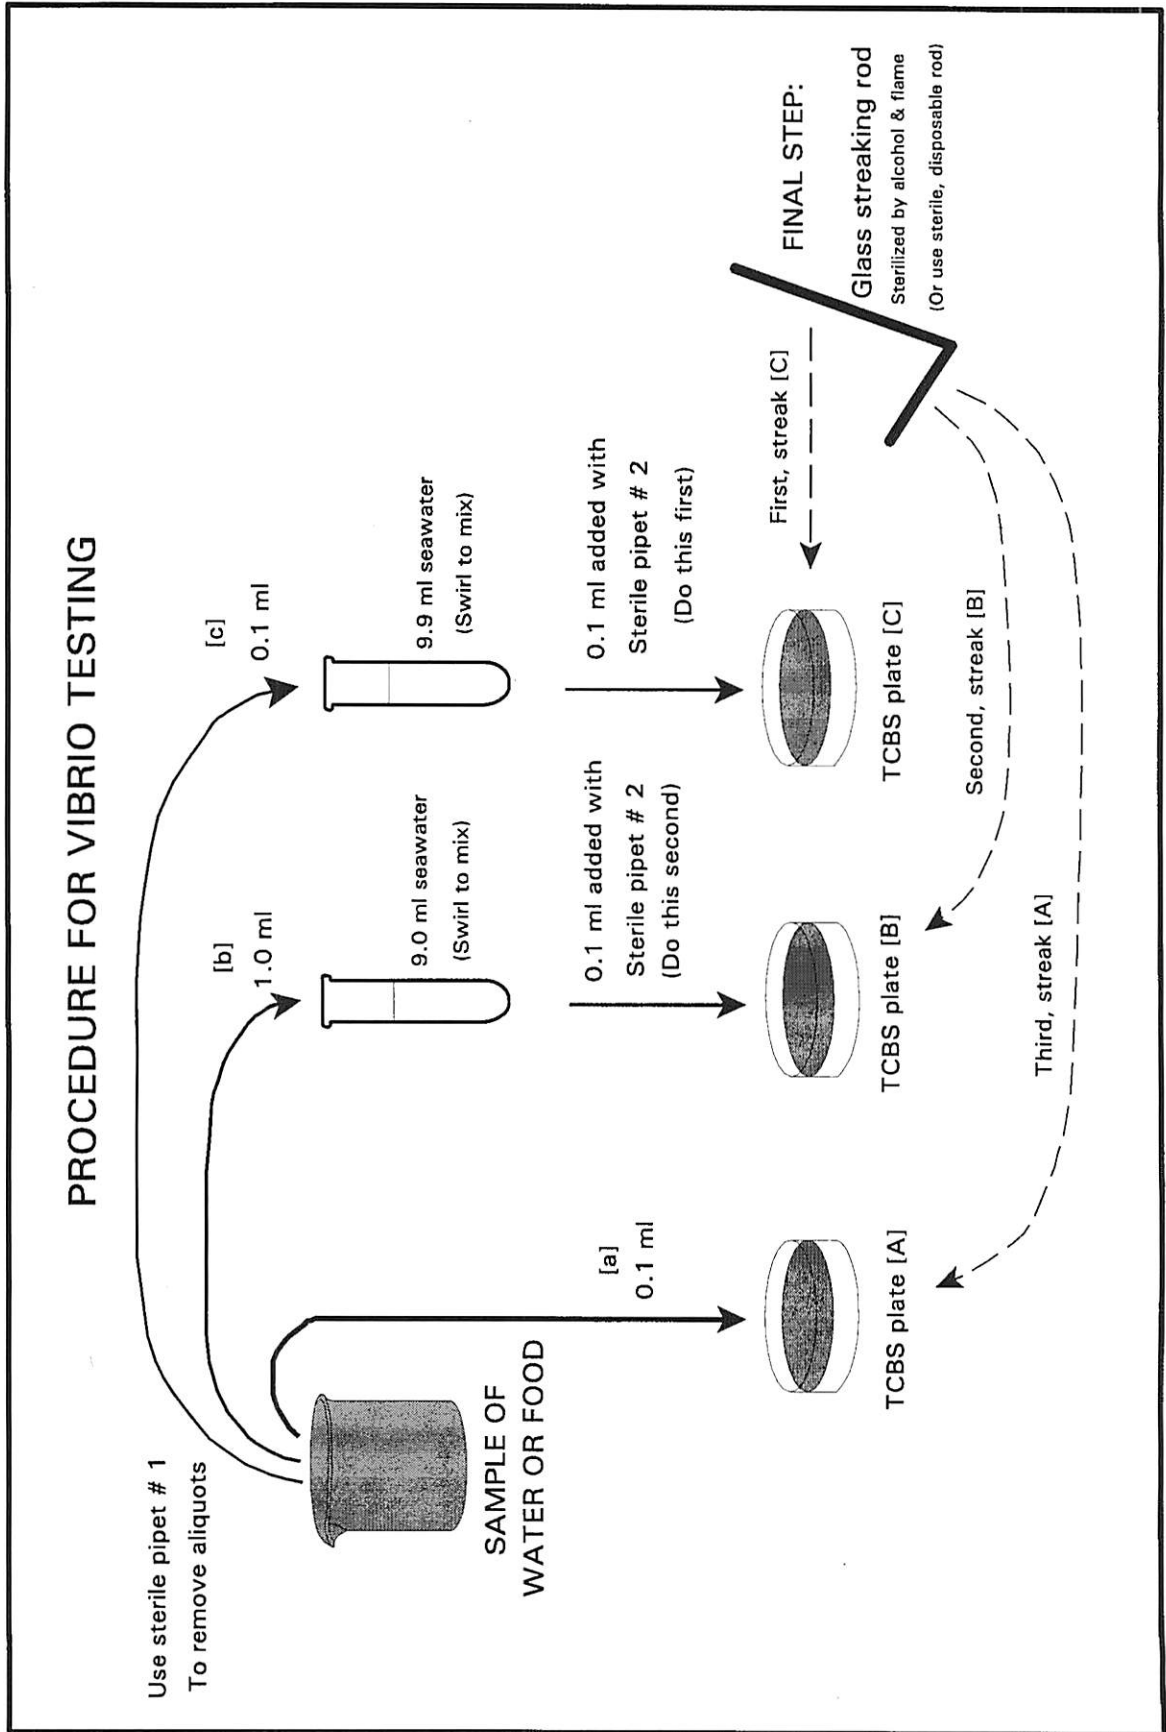 PROCEDURE FOR VIBRIO TESTING
Use sterile pipet # 1
To remove aliquots
SAMPLE OF
WATER OR FOOD
[a]
0.1 ml
[b]
1.0 ml
[c]
0.1 ml
9.0 ml seawater
(Swirl to mix)
9.9 ml seawater
(Swirl to mix)
0.1 ml added with
Sterile pipet # 2
(Do this second)
0.1 ml added with
Sterile pipet # 2
(Do this first)
TCBS plate [A]
TCBS plate [B]
TCBS plate [C]
First, streak [C]
Second, streak [B]
Third, streak [A]
FINAL STEP:
Glass streaking rod
Sterilized by alcohol & flame
(Or use sterile, disposable rod)